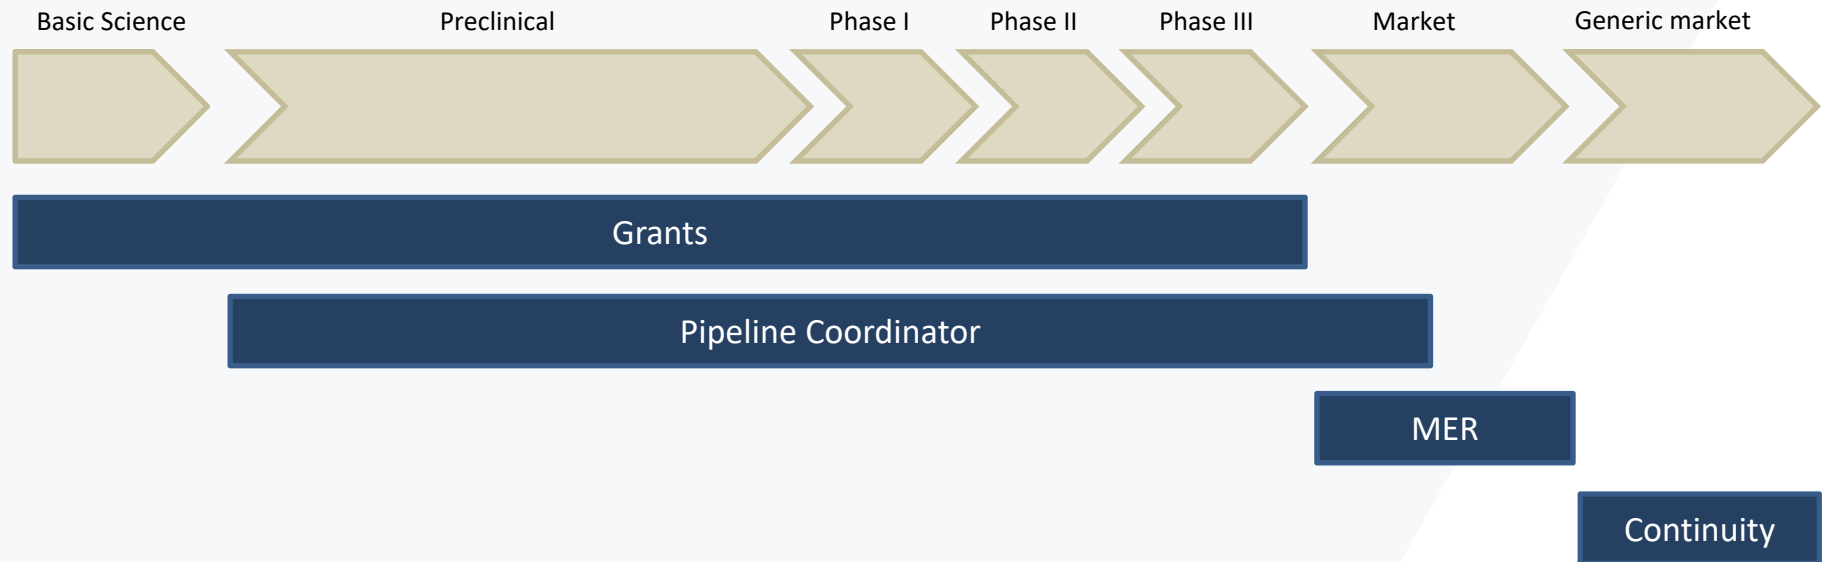 Basic Science
Preclinical
Phase I
Phase II
Phase III
Market
Generic market
Grants
Pipeline Coordinator
MER
Continuity